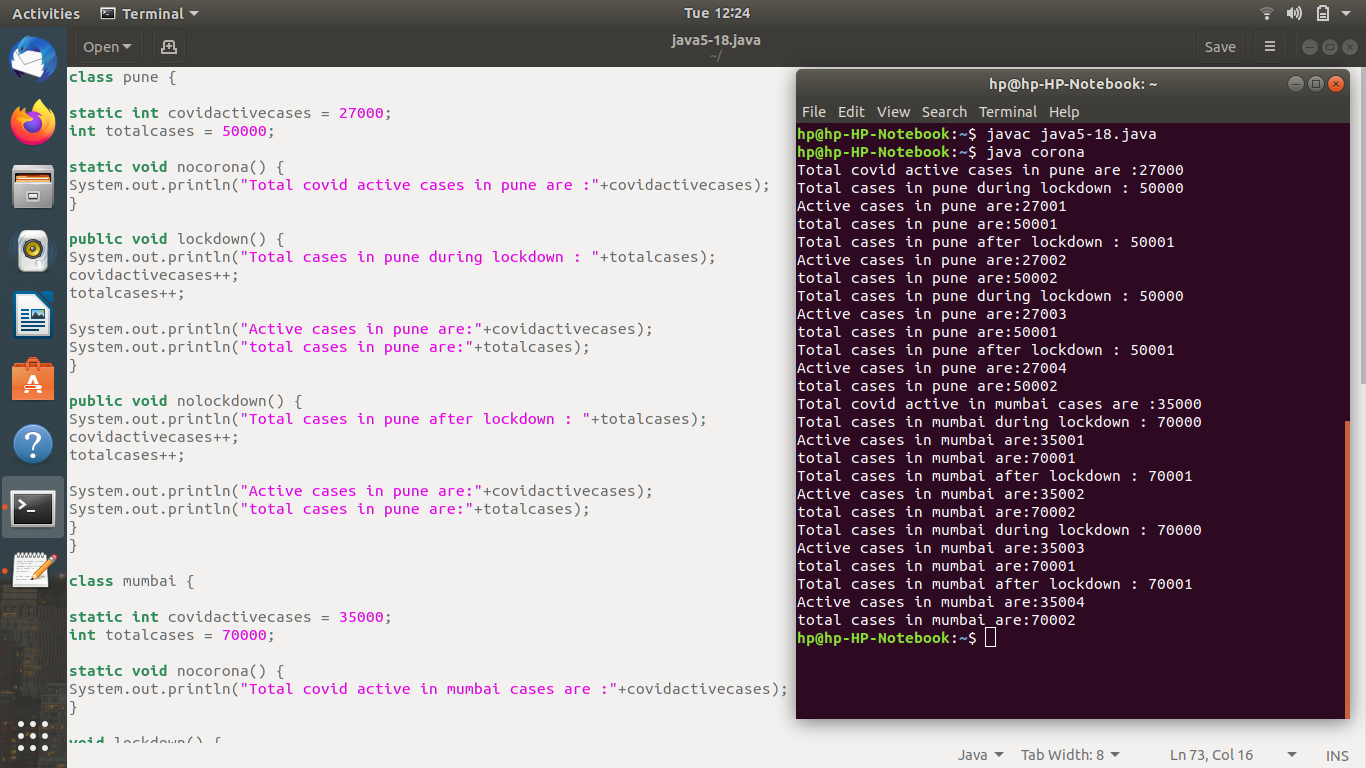 Activities
Terminal
Tue 12:24
Open
java5-18.java
~/
Save
class pune {
static int covidactivecases = 27000;
int totalcases = 50000;
static void nocorona() {
System.out.println("Total covid active cases in pune are :"+covidactivecases);
}
public void lockdown() {
System.out.println("Total cases in pune during lockdown : "+totalcases);
covidactivecases++;
totalcases++;
System.out.println("Active cases in pune are:"+covidactivecases);
System.out.println("total cases in pune are:"+totalcases);
}
public void nolockdown() {
System.out.println("Total cases in pune after lockdown : "+totalcases);
covidactivecases++;
totalcases++;
System.out.println("Active cases in pune are:"+covidactivecases);
System.out.println("total cases in pune are:"+totalcases);
}
}
class mumbai {
static int covidactivecases = 35000;
int totalcases = 70000;
static void nocorona() {
System.out.println("Total covid active in mumbai cases are :"+covidactivecases);
}
void lockdown() {
hp@hp-HP-Notebook: ~
File Edit View Search Terminal Help
hp@hp-HP-Notebook:~$ javac java5-18.java
hp@hp-HP-Notebook:~$ java corona
Total covid active cases in pune are :27000
Total cases in pune during lockdown : 50000
Active cases in pune are:27001
total cases in pune are:50001
Total cases in pune after lockdown : 50001
Active cases in pune are:27002
total cases in pune are:50002
Total cases in pune during lockdown : 50000
Active cases in pune are:27003
total cases in pune are:50001
Total cases in pune after lockdown : 50001
Active cases in pune are:27004
total cases in pune are:50002
Total covid active in mumbai cases are :35000
Total cases in mumbai during lockdown : 70000
Active cases in mumbai are:35001
total cases in mumbai are:70001
Total cases in mumbai after lockdown : 70001
Active cases in mumbai are:35002
total cases in mumbai are:70002
Total cases in mumbai during lockdown : 70000
Active cases in mumbai are:35003
total cases in mumbai are:70001
Total cases in mumbai after lockdown : 70001
Active cases in mumbai are:35004
total cases in mumbai are:70002
hp@hp-HP-Notebook:~$
Java
Tab Width: 8
Ln 73, Col 16
INS